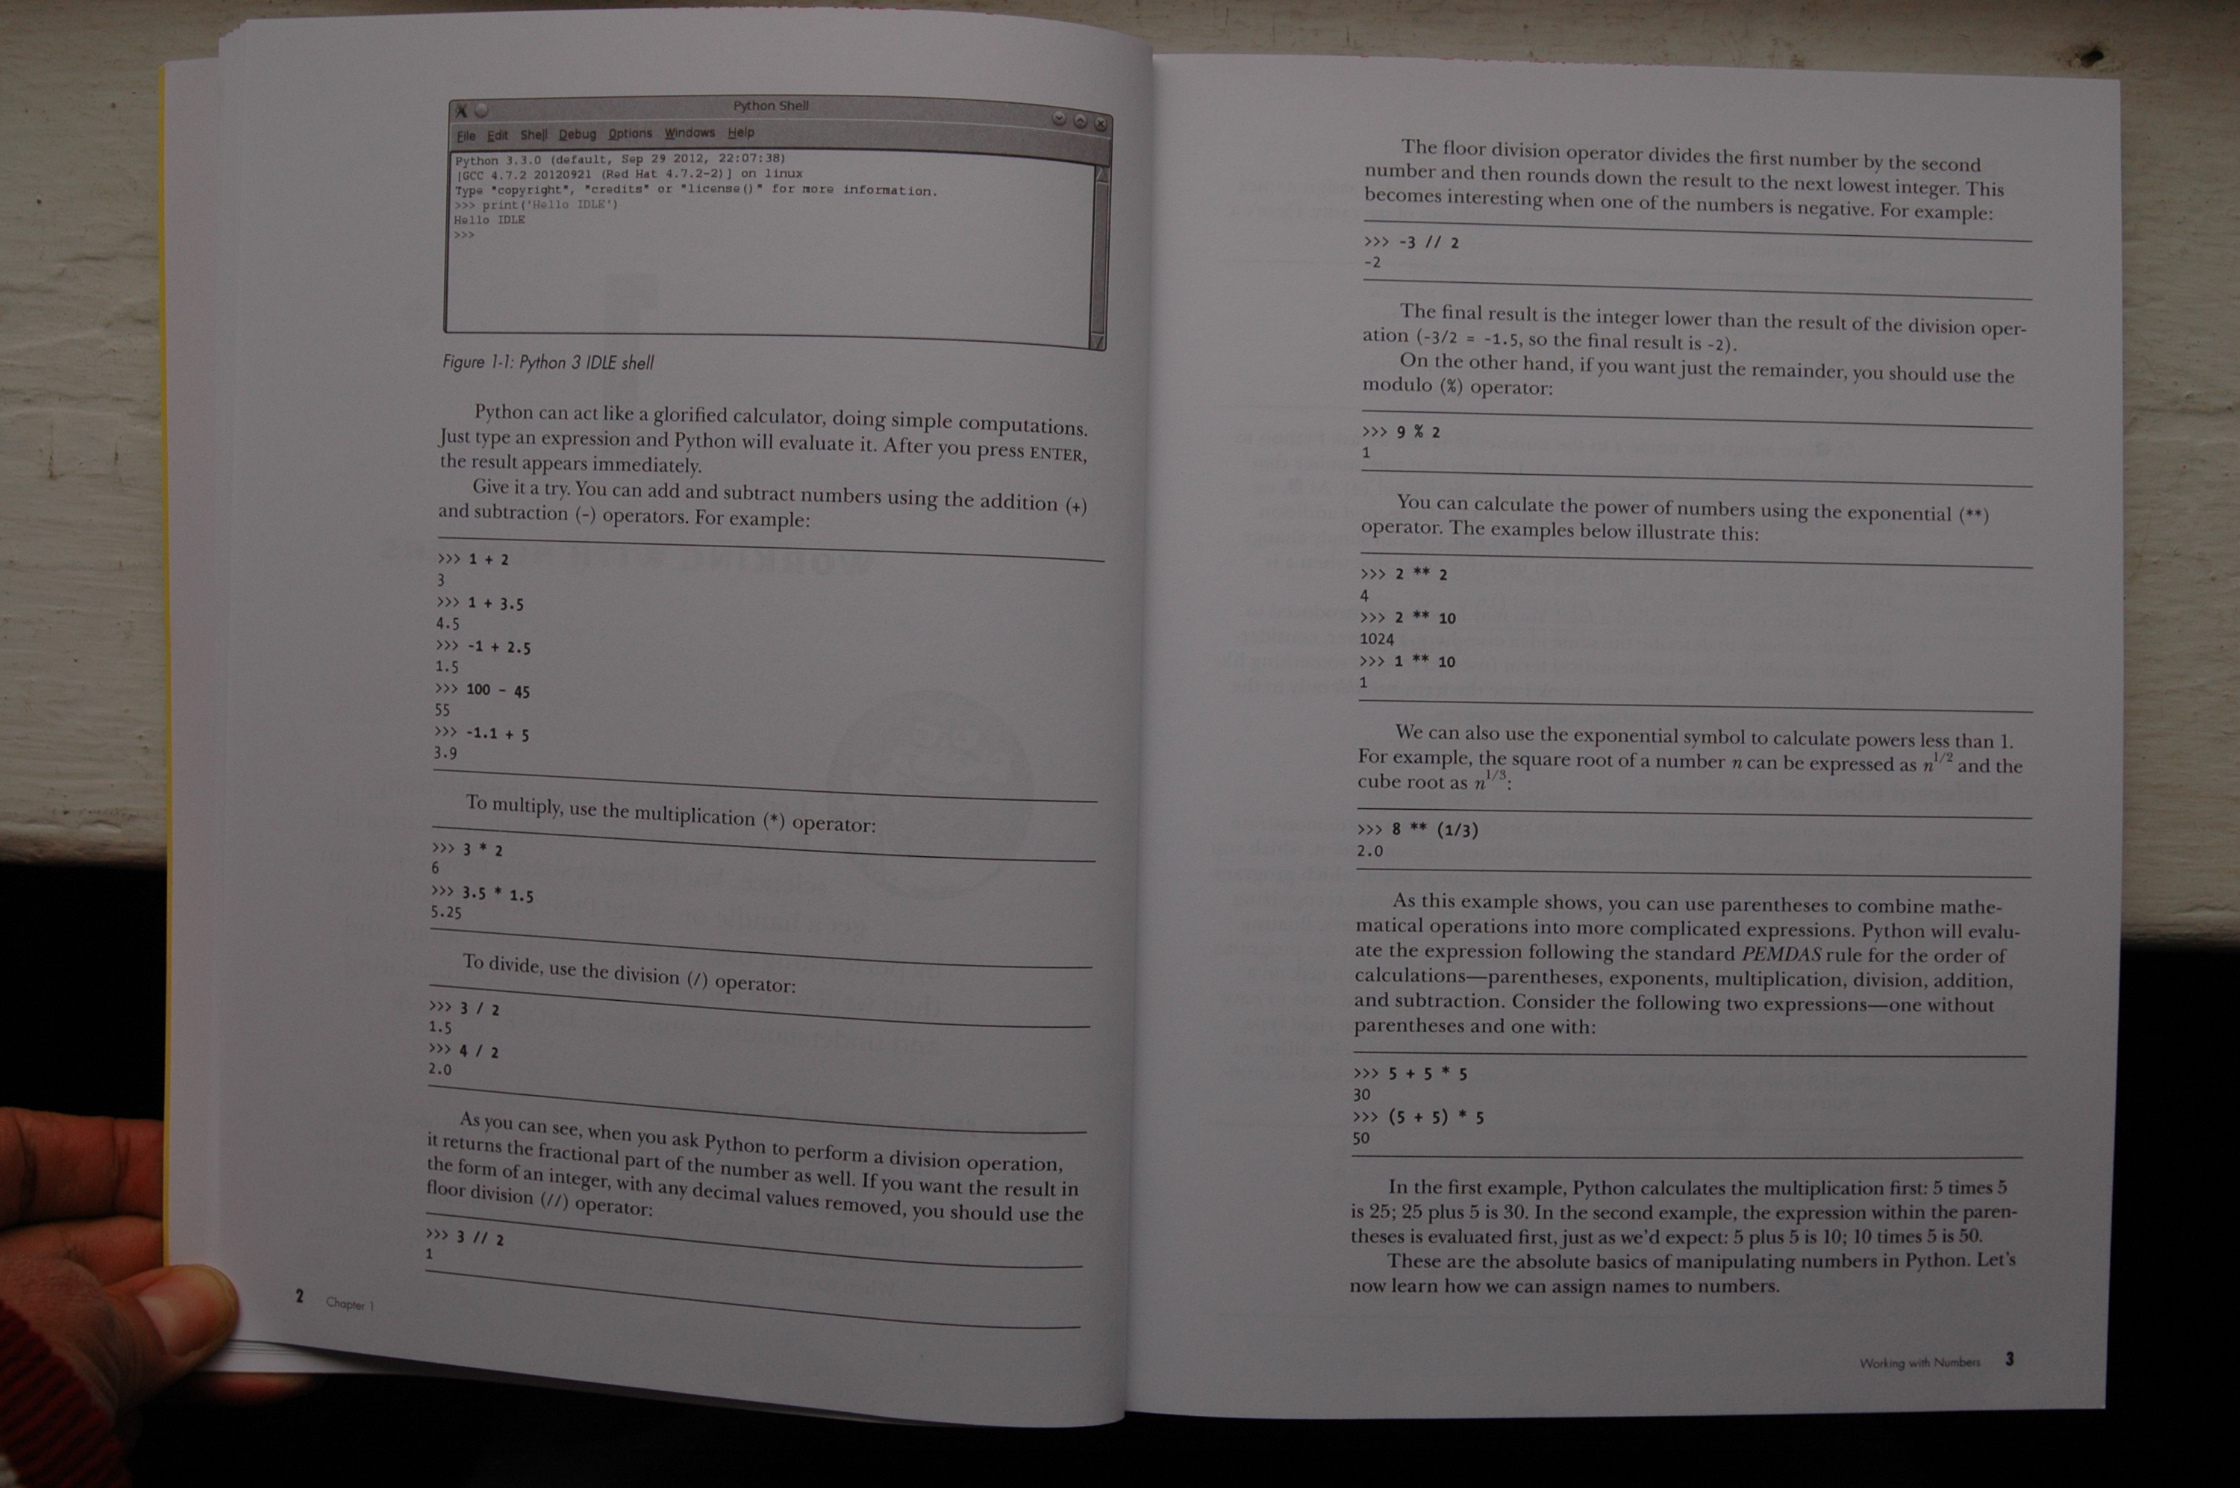 Python Shell
File Edit Shell Debug Options Windows Help
Python 3.3.0 (default, Sep 29 2012, 22:07:38)
[GCC 4.7.2 20120921 (Red Hat 4.7.2-2)] on linux
Type "copyright", "credits" or "license()" for more information.
>>> print('Hello IDLE')
Hello IDLE
>>>
Figure 1-1: Python 3 IDLE shell
Python can act like a glorified calculator, doing simple computations.
Just type an expression and Python will evaluate it. After you press ENTER,
the result appears immediately.
Give it a try. You can add and subtract numbers using the addition (+)
and subtraction (-) operators. For example:
>>> 1 + 2
3
>>> 1 + 3.5
4.5
>>> -1 + 2.5
1.5
>>> 100 - 45
55
>>> -1.1 + 5
3.9
To multiply, use the multiplication (*) operator:
>>> 3 * 2
6
>>> 3.5 * 1.5
5.25
To divide, use the division (/) operator:
>>> 3 / 2
1.5
>>> 4 / 2
2.0
As you can see, when you ask Python to perform a division operation,
it returns the fractional part of the number as well. If you want the result in
the form of an integer, with any decimal values removed, you should use the
floor division (//) operator:
>>> 3 // 2
1
2 Chapter 1
The floor division operator divides the first number by the second
number and then rounds down the result to the next lowest integer. This
becomes interesting when one of the numbers is negative. For example:
>>> -3 // 2
-2
The final result is the integer lower than the result of the division oper-
ation (-3/2 = -1.5, so the final result is -2).
On the other hand, if you want just the remainder, you should use the
modulo (%) operator:
>>> 9 % 2
1
You can calculate the power of numbers using the exponential (**)
operator. The examples below illustrate this:
>>> 2 ** 2
4
>>> 2 ** 10
1024
>>> 1 ** 10
1
We can also use the exponential symbol to calculate powers less than 1.
For example, the square root of a number n can be expressed as n^1/2 and the
cube root as n^1/3:
>>> 8 ** (1/3)
2.0
As this example shows, you can use parentheses to combine mathe-
matical operations into more complicated expressions. Python will evalu-
ate the expression following the standard PEMDAS rule for the order of
calculations—parentheses, exponents, multiplication, division, addition,
and subtraction. Consider the following two expressions—one without
parentheses and one with:
>>> 5 + 5 * 5
30
>>> (5 + 5) * 5
50
In the first example, Python calculates the multiplication first: 5 times 5
is 25; 25 plus 5 is 30. In the second example, the expression within the paren-
theses is evaluated first, just as we'd expect: 5 plus 5 is 10; 10 times 5 is 50.
These are the absolute basics of manipulating numbers in Python. Let's
now learn how we can assign names to numbers.
Working with Numbers 3